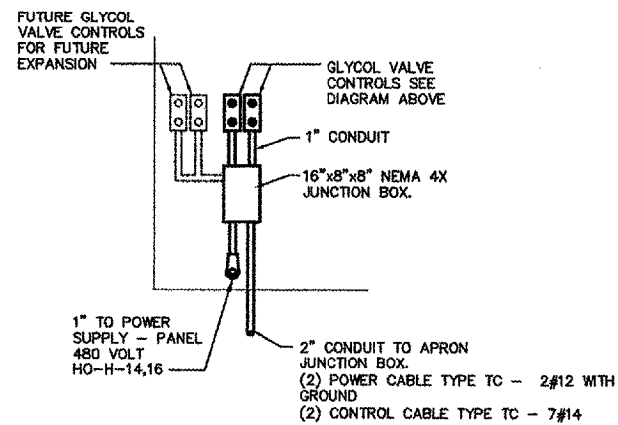 FUTURE GLYCOL
VALVE CONTROLS
FOR FUTURE
EXPANSION
GLYCOL VALVE
CONTROLS SEE
DIAGRAM ABOVE
1" CONDUIT
16"x8"x8" NEMA 4X
JUNCTION BOX.
1" TO POWER
SUPPLY - PANEL
480 VOLT
HO-H-14,16
2" CONDUIT TO APRON
JUNCTION BOX.
(2) POWER CABLE TYPE TC - 2#12 WITH
GROUND
(2) CONTROL CABLE TYPE TC - 7#14